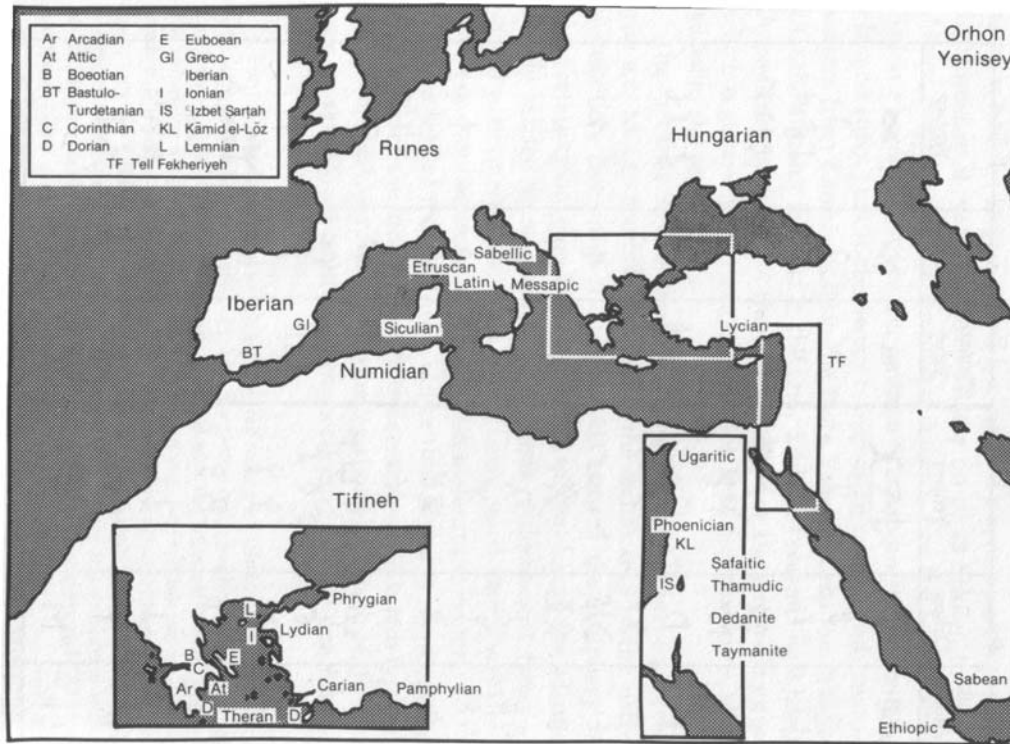 Ar Arcadian E Euboean
At Attic GI Greco-
B Boeotian Iberian
BT Bastulo- I Ionian
Turdetanian IS ʿIzbet Ṣarṭah
C Corinthian KL Kāmid el-Lōz
D Dorian L Lemnian
TF Tell Fekheriyeh
Orhon
Yenisey
Runes
Hungarian
Sabellic
Etruscan
Latin
Messapic
Iberian
GI
Siculian
Lycian
BT
TF
Numidian
Tifineh
Ugaritic
Phoenician
KL
Safaitic
IS
Thamudic
Dedanite
Taymanite
Sabean
Ethiopic
Phrygian
L
Lydian
I
B
C
E
Ar
At
Carian
Pamphylian
D
Theran
D